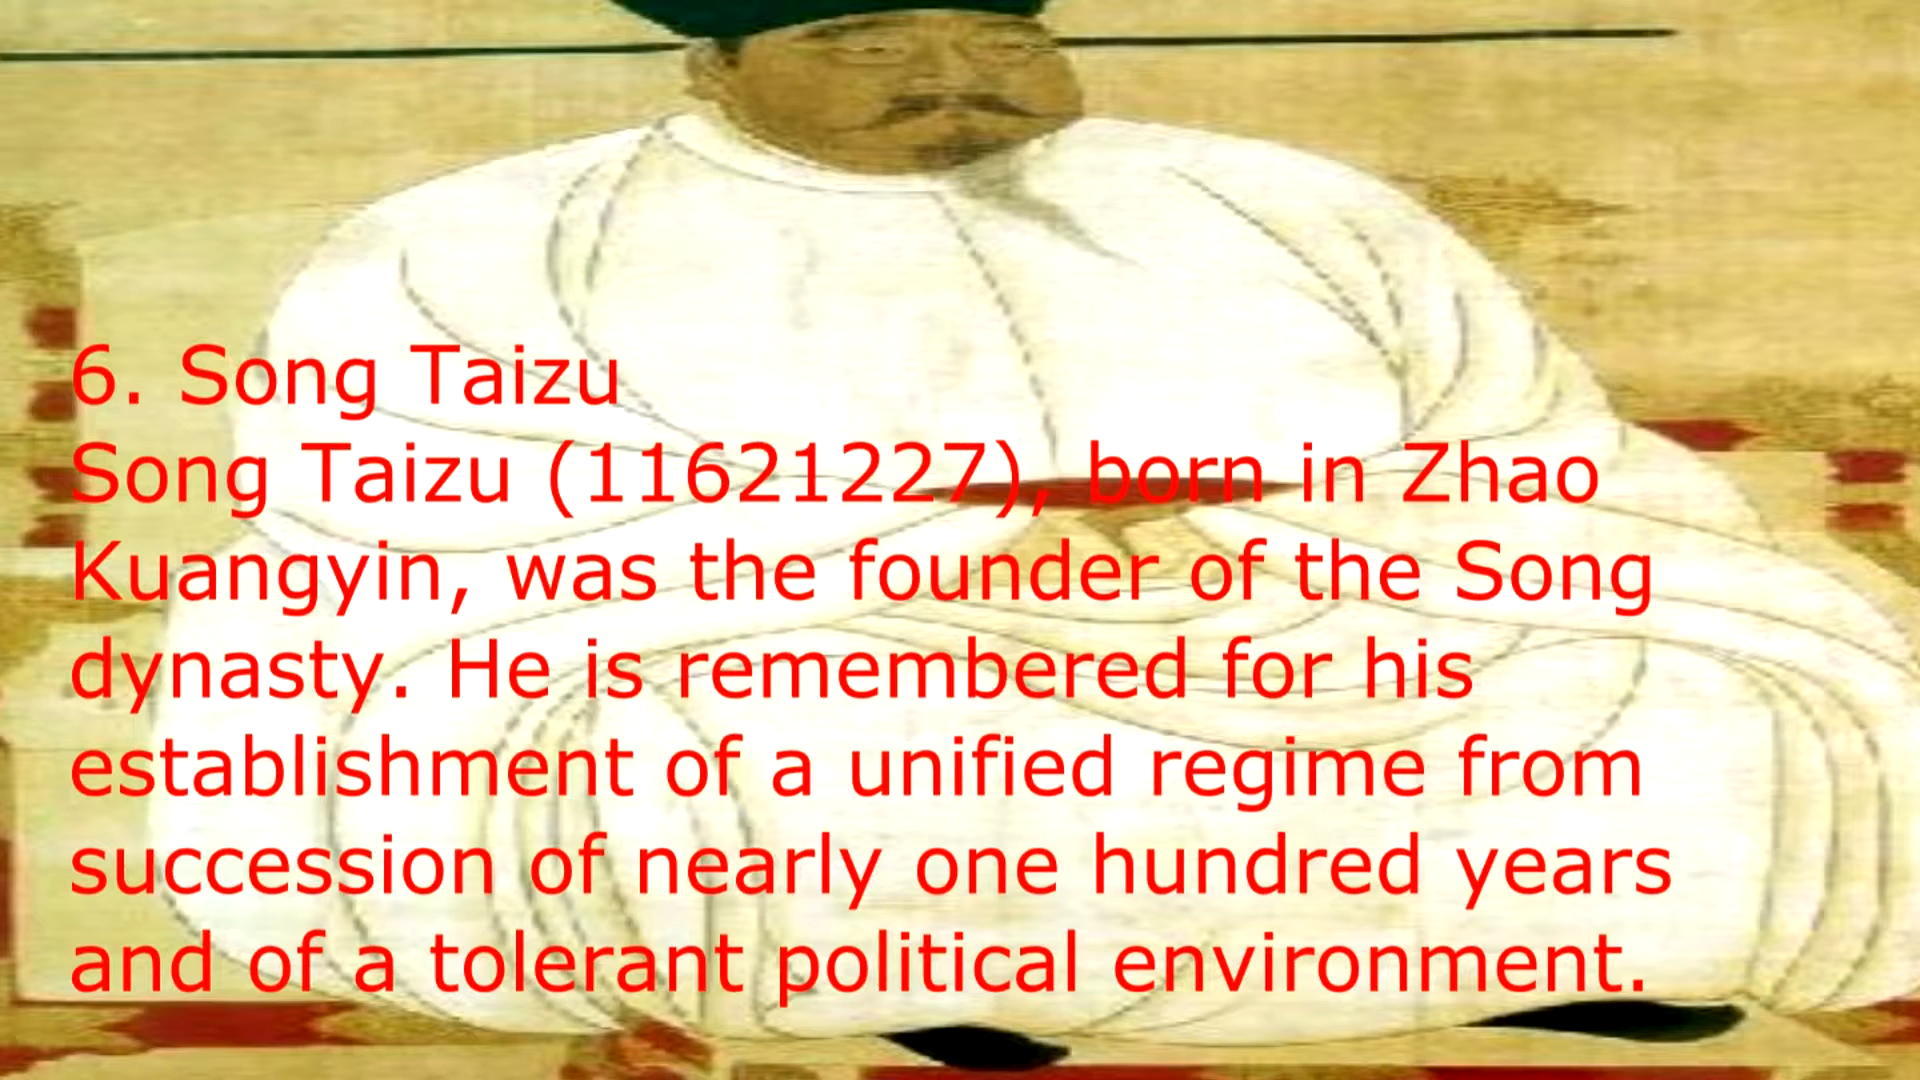 6. Song Taizu
Song Taizu (11621227), born in Zhao
Kuangyin, was the founder of the Song
dynasty. He is remembered for his
establishment of a unified regime from
succession of nearly one hundred years
and of a tolerant political environment.